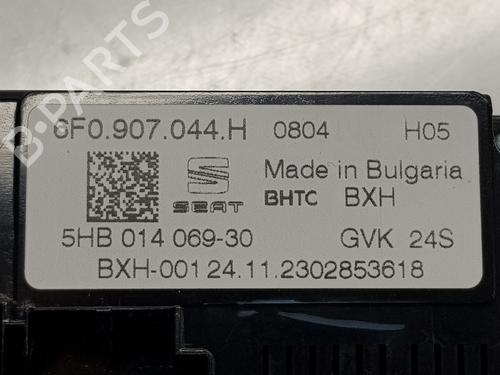 6F0.907.044.H 0804 H05
SEAT
Made in Bulgaria
BHTC BXH
5HB 014 069-30 GVK 24S
BXH-001 24.11.2302853618
B-PARTS